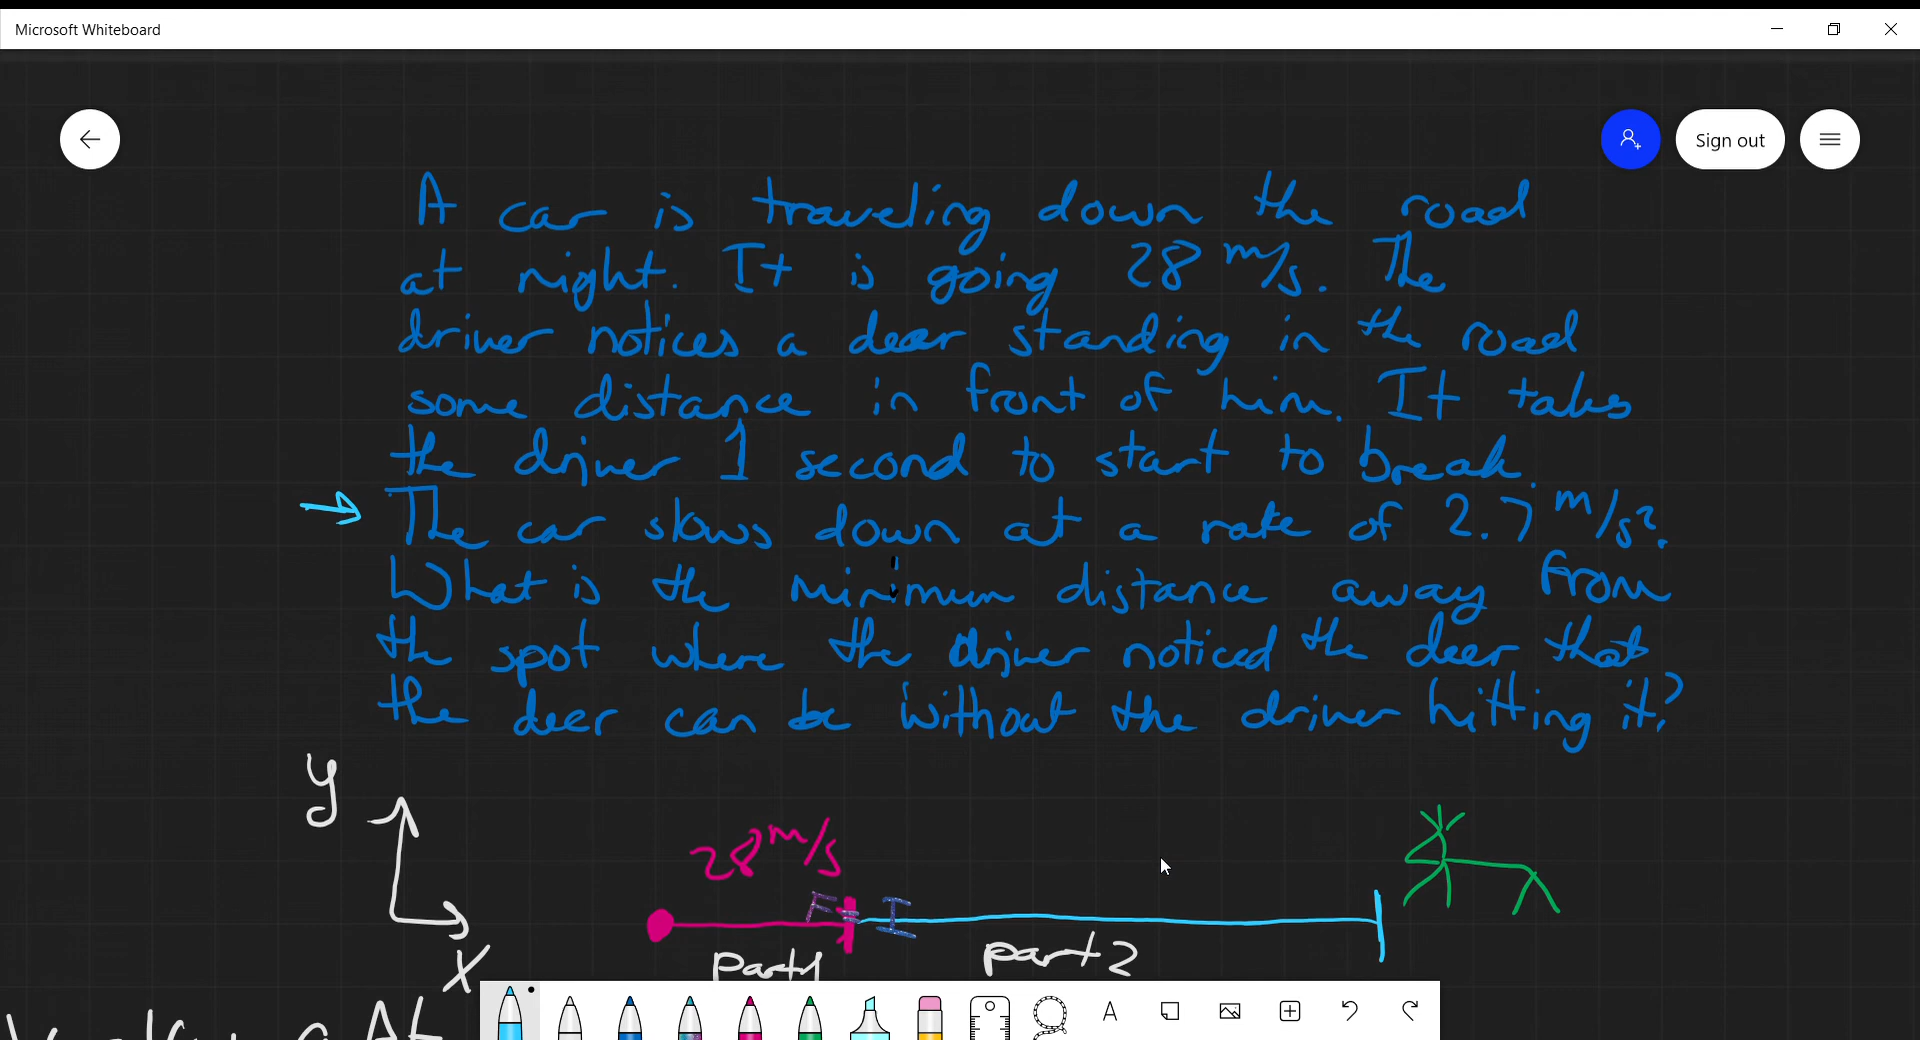 Microsoft Whiteboard
Sign out
A car is traveling down the road
at night. It is going 28 m/s. The
driver notices a deer standing in the road
some distance in front of him. It takes
the driver 1 second to start to break.
The car slows down at a rate of 2.7 m/s².
What is the minimum distance away from
the spot where the driver noticed the deer that
the deer can be without the driver hitting it?
y
28 m/s
F = I
x
part 1
part 2
A